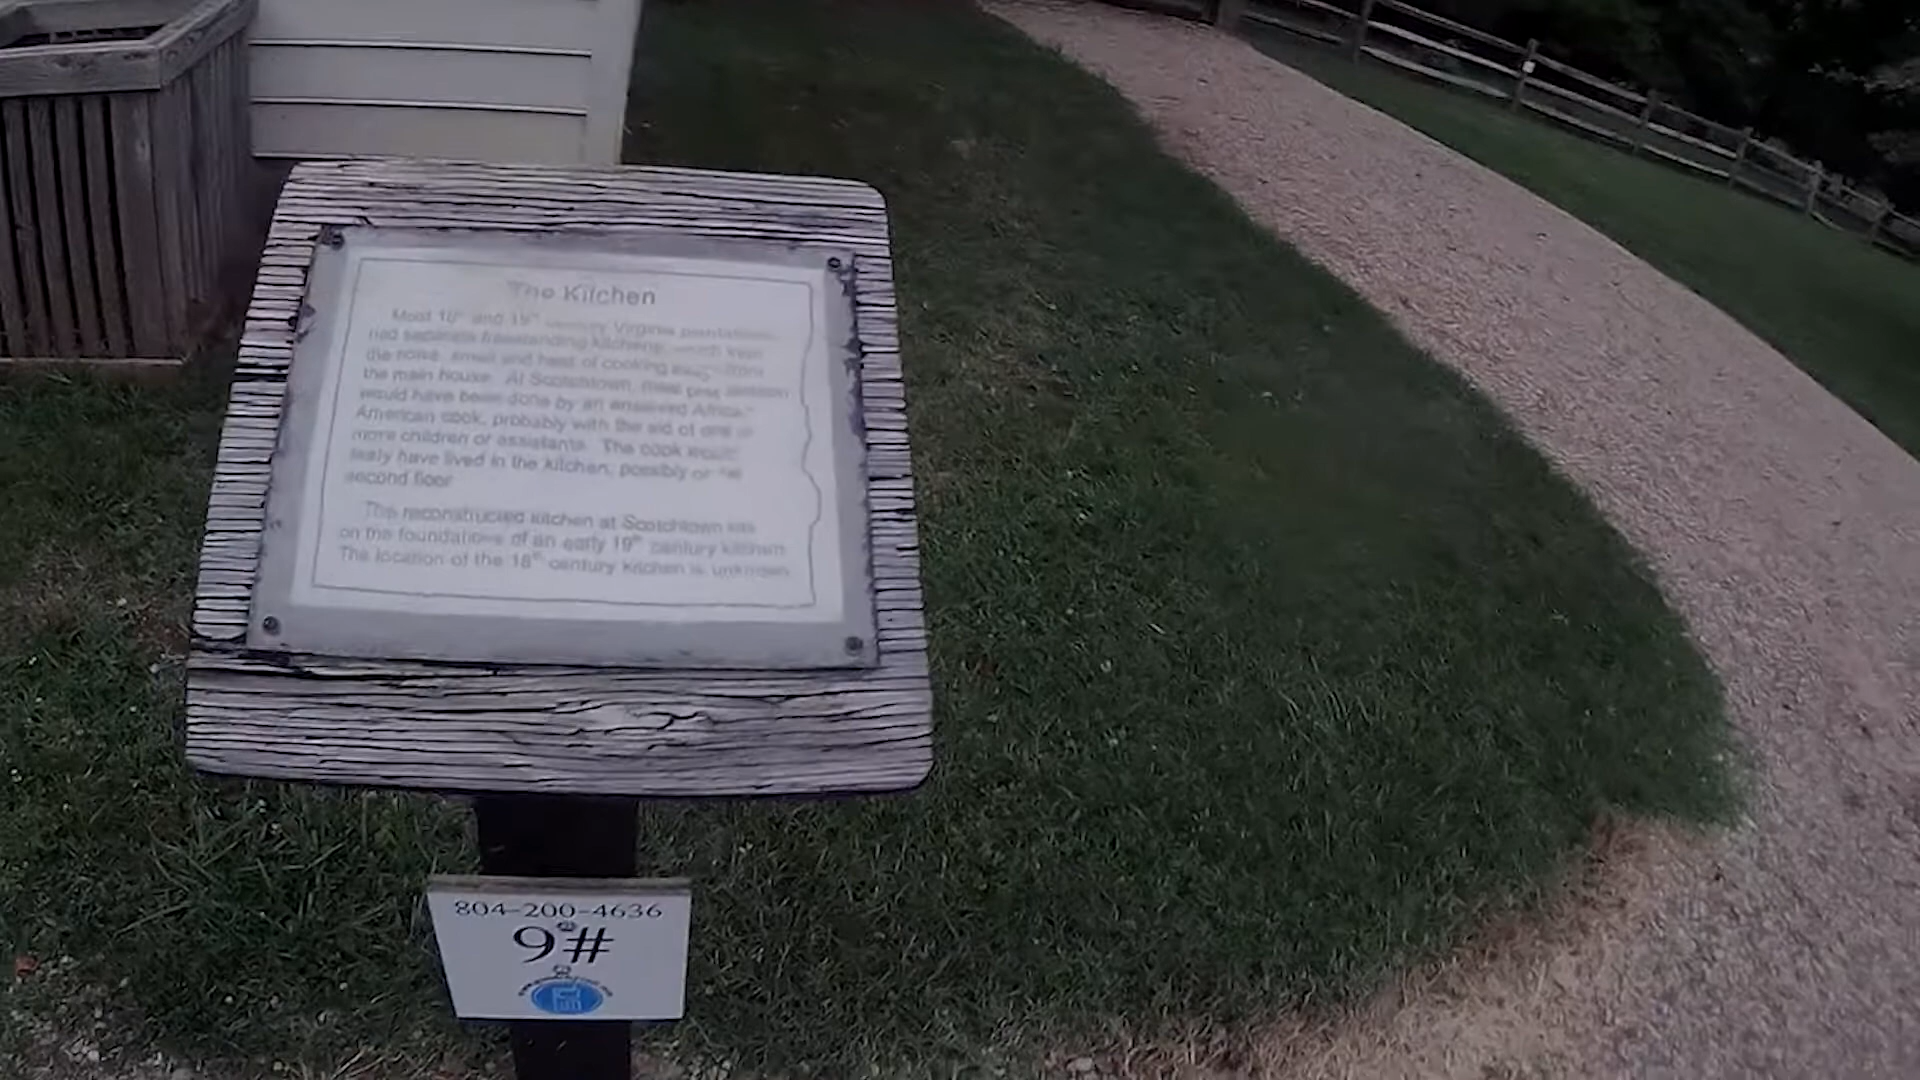 The Kitchen
Most 18th and 19th century Virginia plantations
had separate freestanding kitchens, which kept
the noise, smell and heat of cooking away from
the main house. At Scotchtown, meal preparation
would have been done by an enslaved African
American cook, probably with the aid of one or
more children or assistants. The cook would
likely have lived in the kitchen, possibly on the
second floor.
The reconstructed kitchen at Scotchtown sits
on the foundations of an early 19th century kitchen.
The location of the 18th century kitchen is unknown.
804-200-4636
9#